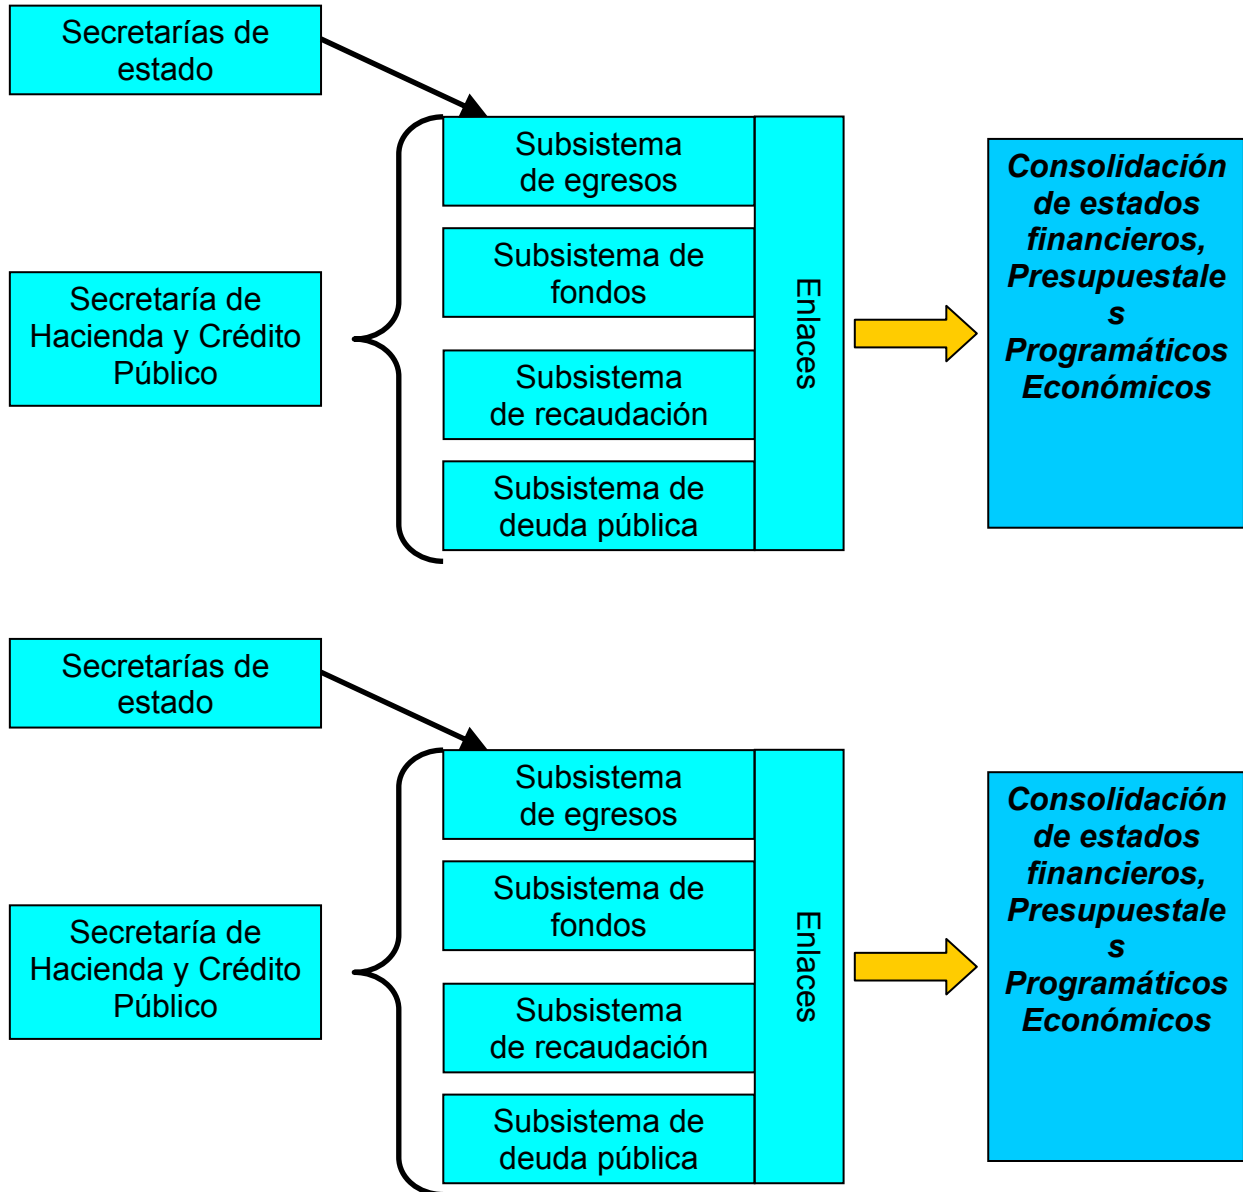 Secretarías de
estado
Subsistema
de egresos
Subsistema de
fondos
Secretaría de
Hacienda y Crédito
Público
Subsistema
de recaudación
Subsistema de
deuda pública
Enlaces
Consolidación
de estados
financieros,
Presupuestale
s
Programáticos
Económicos
Secretarías de
estado
Subsistema
de egresos
Subsistema de
fondos
Secretaría de
Hacienda y Crédito
Público
Subsistema
de recaudación
Subsistema de
deuda pública
Enlaces
Consolidación
de estados
financieros,
Presupuestale
s
Programáticos
Económicos